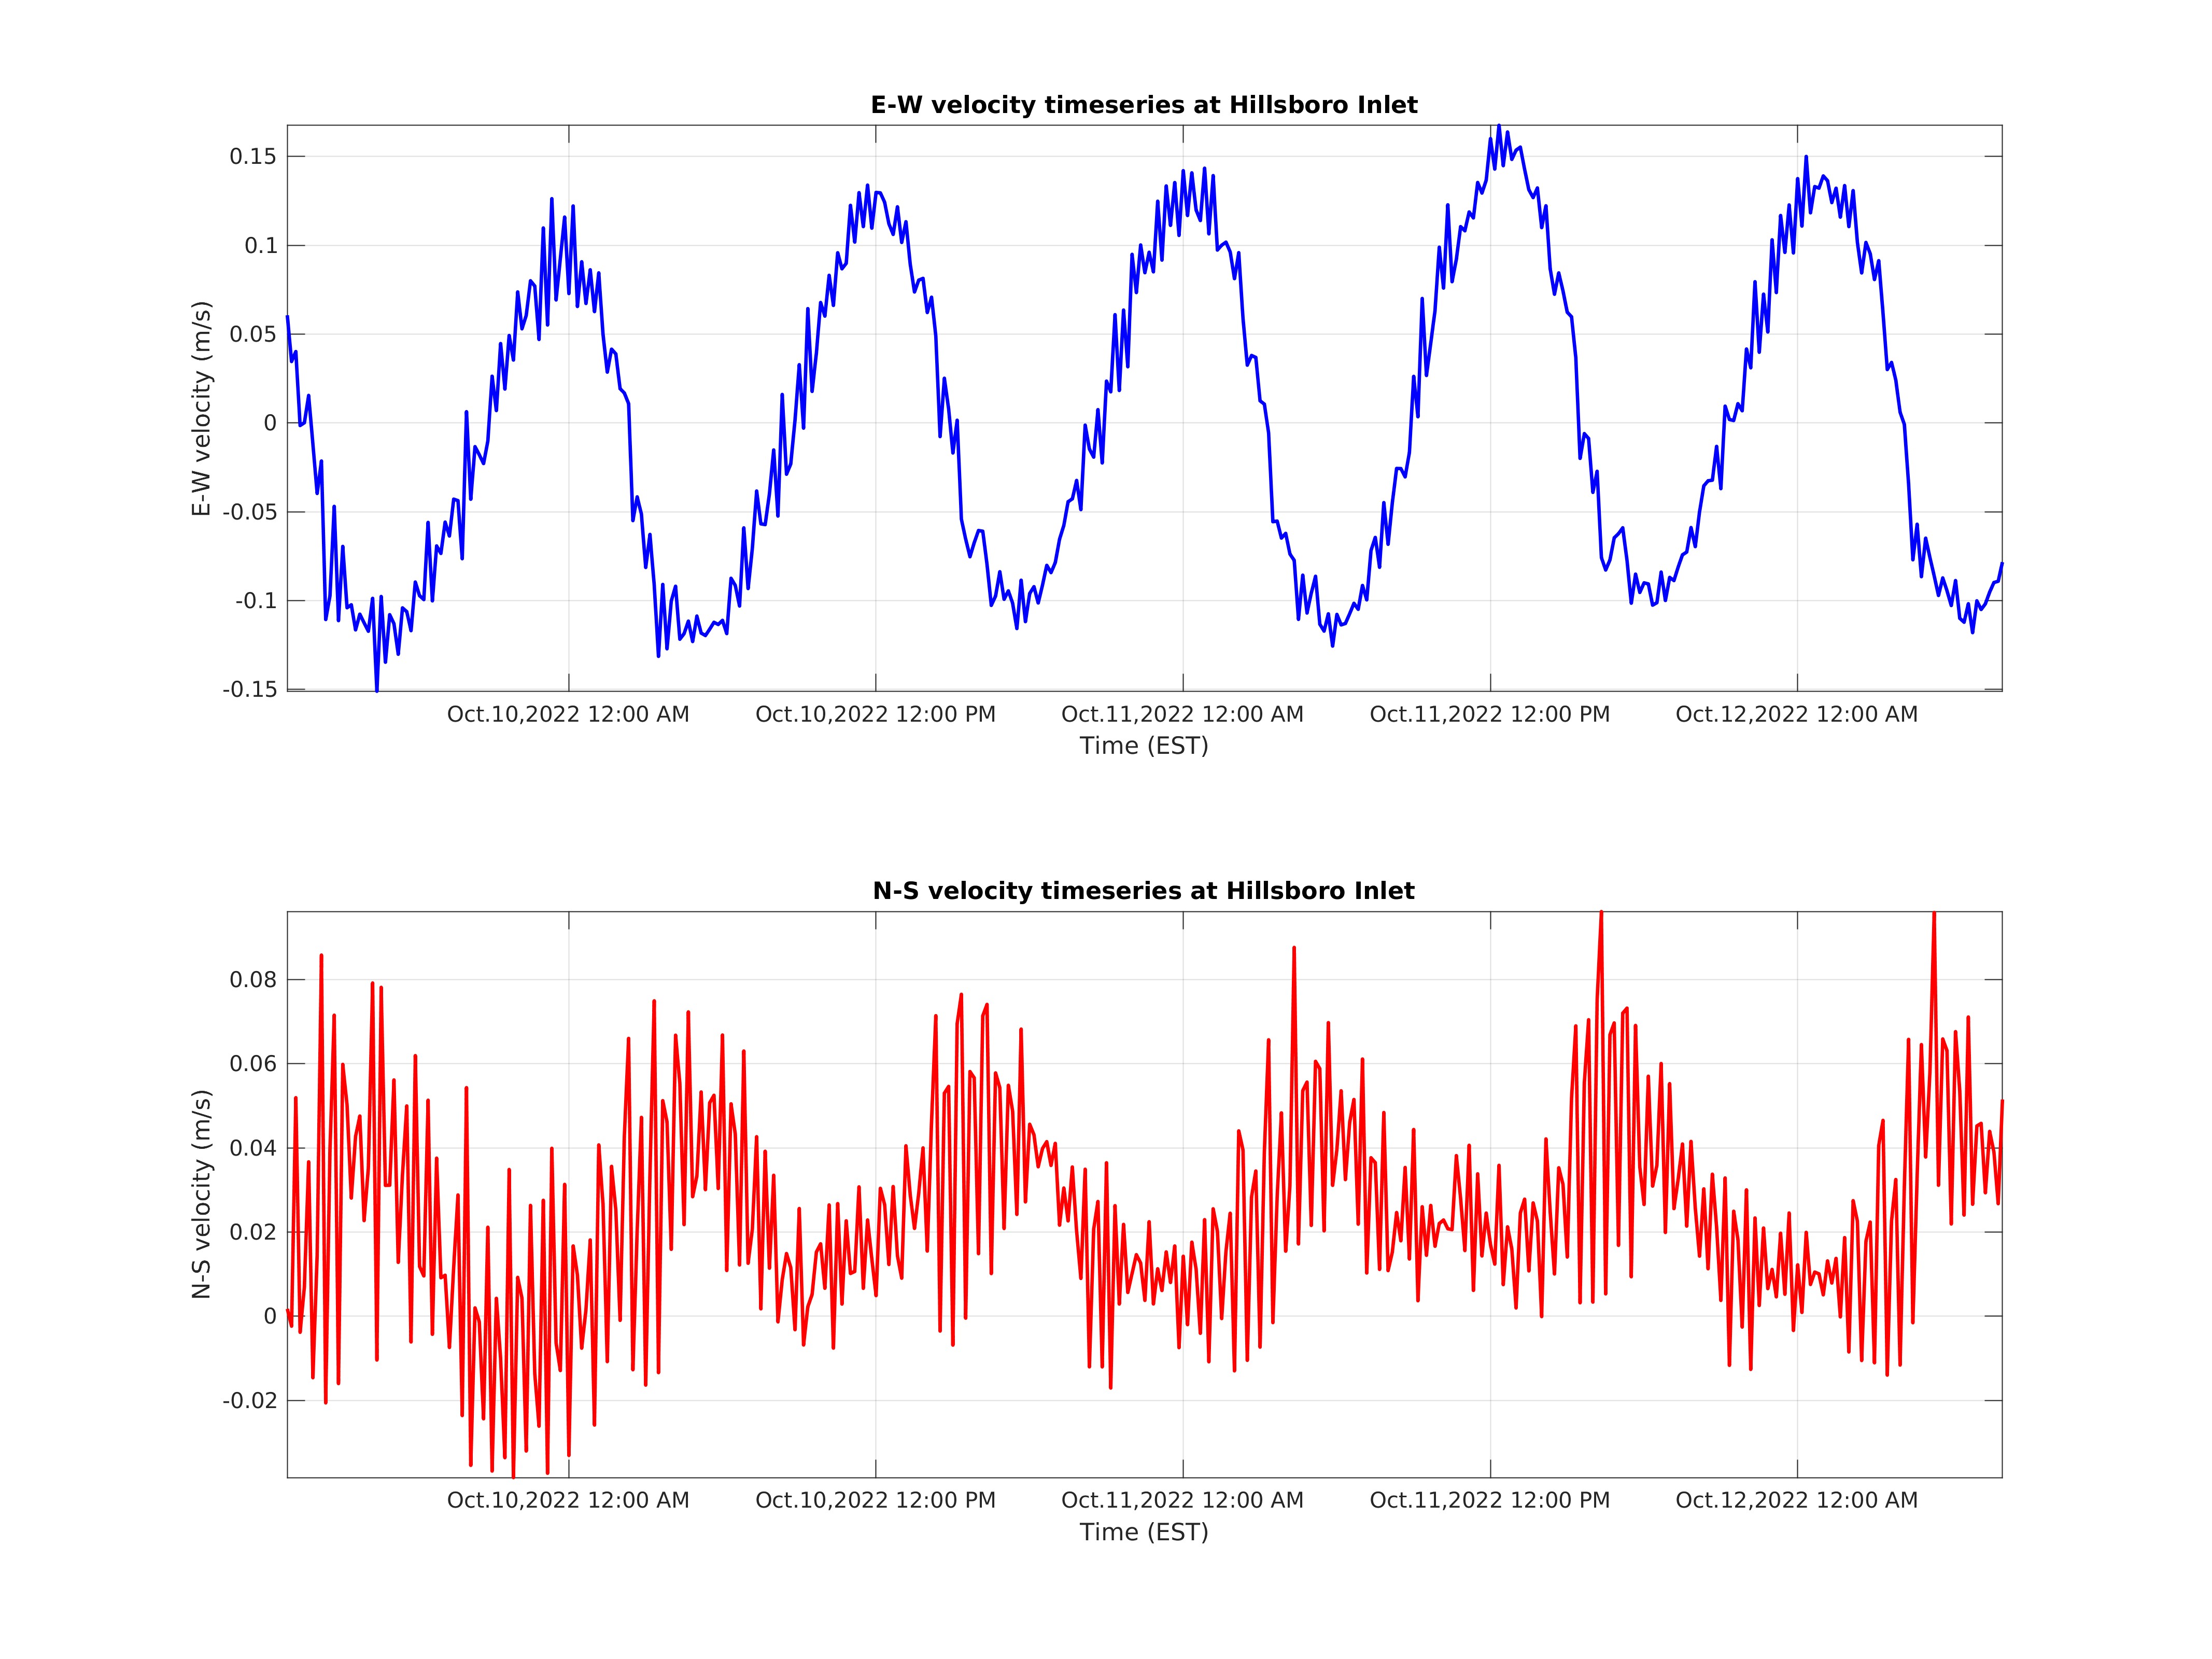 E-W velocity timeseries at Hillsboro Inlet
E-W velocity (m/s)
0.15
0.1
0.05
0
-0.05
-0.1
-0.15
Oct.10,2022 12:00 AM
Oct.10,2022 12:00 PM
Oct.11,2022 12:00 AM
Oct.11,2022 12:00 PM
Oct.12,2022 12:00 AM
Time (EST)
N-S velocity timeseries at Hillsboro Inlet
N-S velocity (m/s)
0.08
0.06
0.04
0.02
0
-0.02
Oct.10,2022 12:00 AM
Oct.10,2022 12:00 PM
Oct.11,2022 12:00 AM
Oct.11,2022 12:00 PM
Oct.12,2022 12:00 AM
Time (EST)